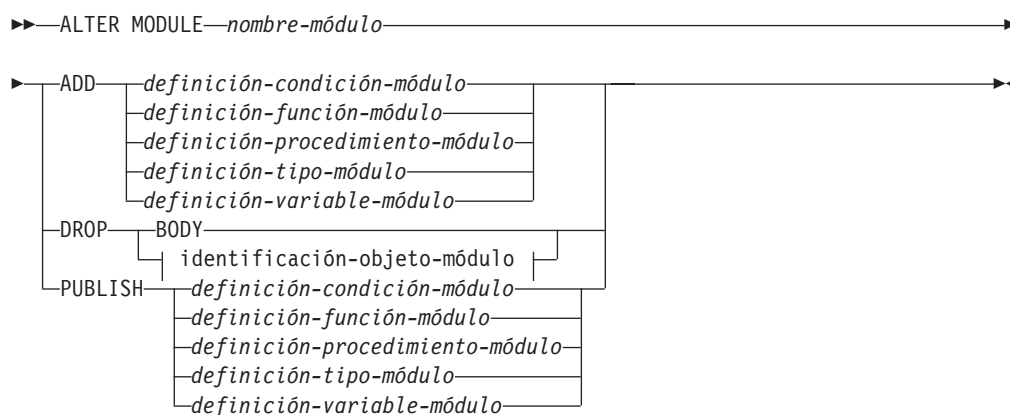 ALTER MODULE nombre-módulo
ADD definición-condición-módulo
definición-función-módulo
definición-procedimiento-módulo
definición-tipo-módulo
definición-variable-módulo
DROP BODY
identificación-objeto-módulo
PUBLISH definición-condición-módulo
definición-función-módulo
definición-procedimiento-módulo
definición-tipo-módulo
definición-variable-módulo